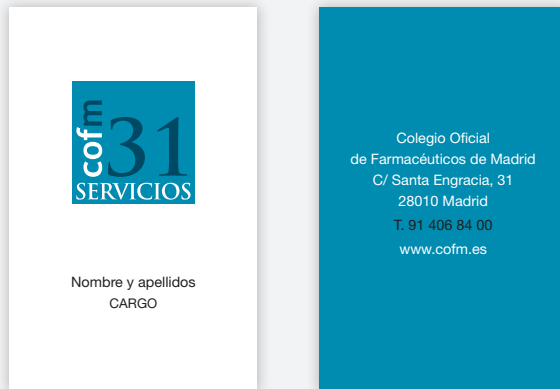 cofm
31
SERVICIOS
Nombre y apellidos
CARGO
Colegio Oficial
de Farmacéuticos de Madrid
C/ Santa Engracia, 31
28010 Madrid
T. 91 406 84 00
www.cofm.es